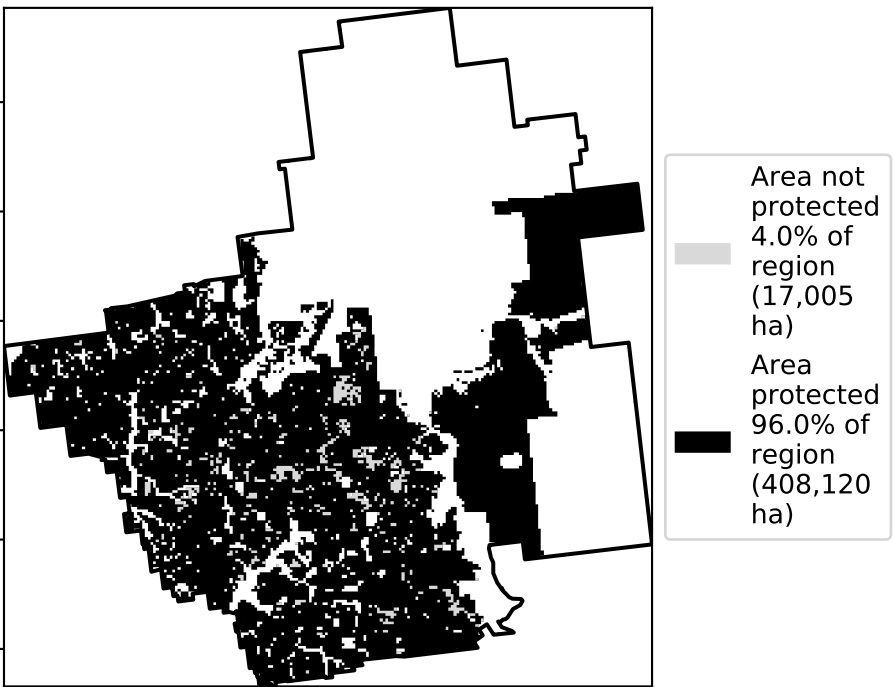 Area not
protected
4.0% of
region
(17,005
ha)
Area
protected
96.0% of
region
(408,120
ha)